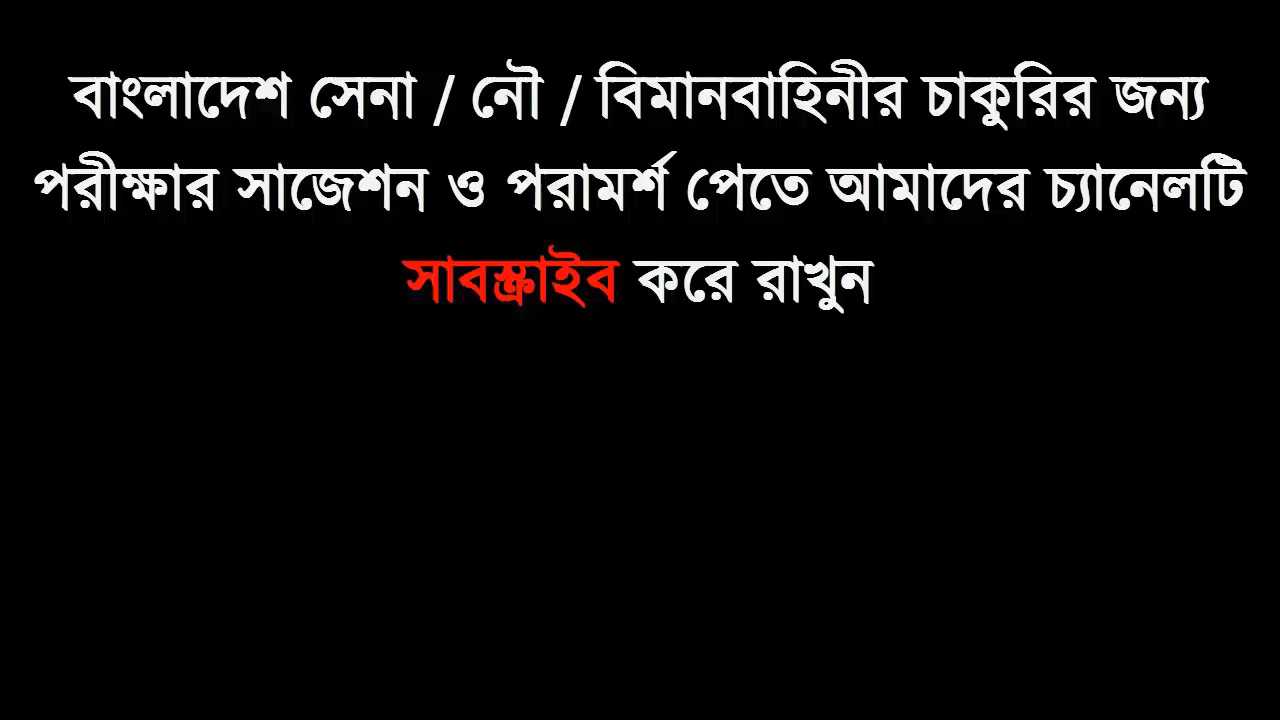 বাংলাদেশ সেনা / নৌ / বিমানবাহিনীর চাকুরির জন্য
পরীক্ষার সাজেশন ও পরামর্শ পেতে আমাদের চ্যানেলটি
সাবস্ক্রাইব করে রাখুন